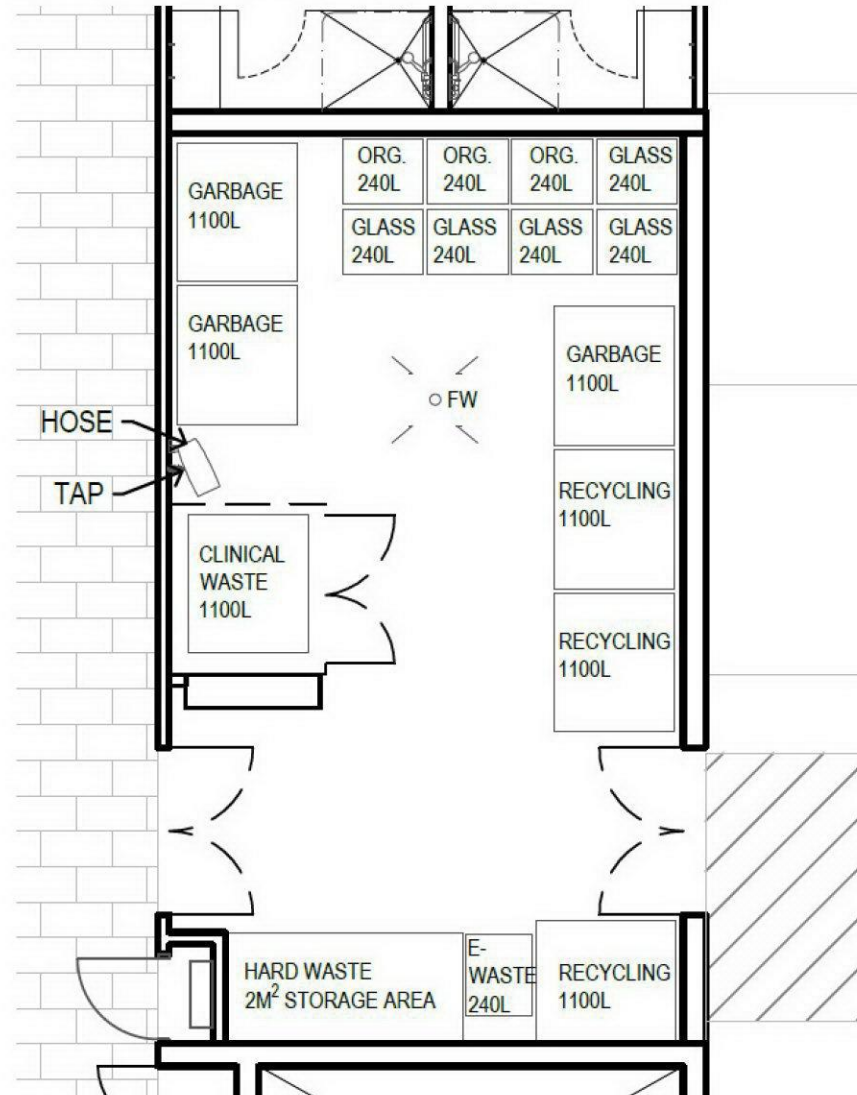 GARBAGE
1100L
ORG.
240L
ORG.
240L
ORG.
240L
GLASS
240L
GLASS
240L
GLASS
240L
GLASS
240L
GLASS
240L
GARBAGE
1100L
GARBAGE
1100L
FW
HOSE
TAP
RECYCLING
1100L
CLINICAL
WASTE
1100L
RECYCLING
1100L
HARD WASTE
2M² STORAGE AREA
E-
WASTE
240L
RECYCLING
1100L